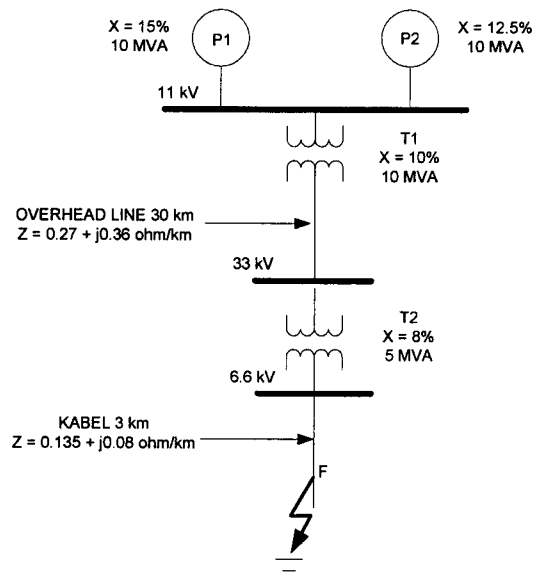 X = 15%
10 MVA
P1
P2
X = 12.5%
10 MVA
11 kV
T1
X = 10%
10 MVA
OVERHEAD LINE 30 km
Z = 0.27 + j0.36 ohm/km
33 kV
T2
X = 8%
5 MVA
6.6 kV
KABEL 3 km
Z = 0.135 + j0.08 ohm/km
F